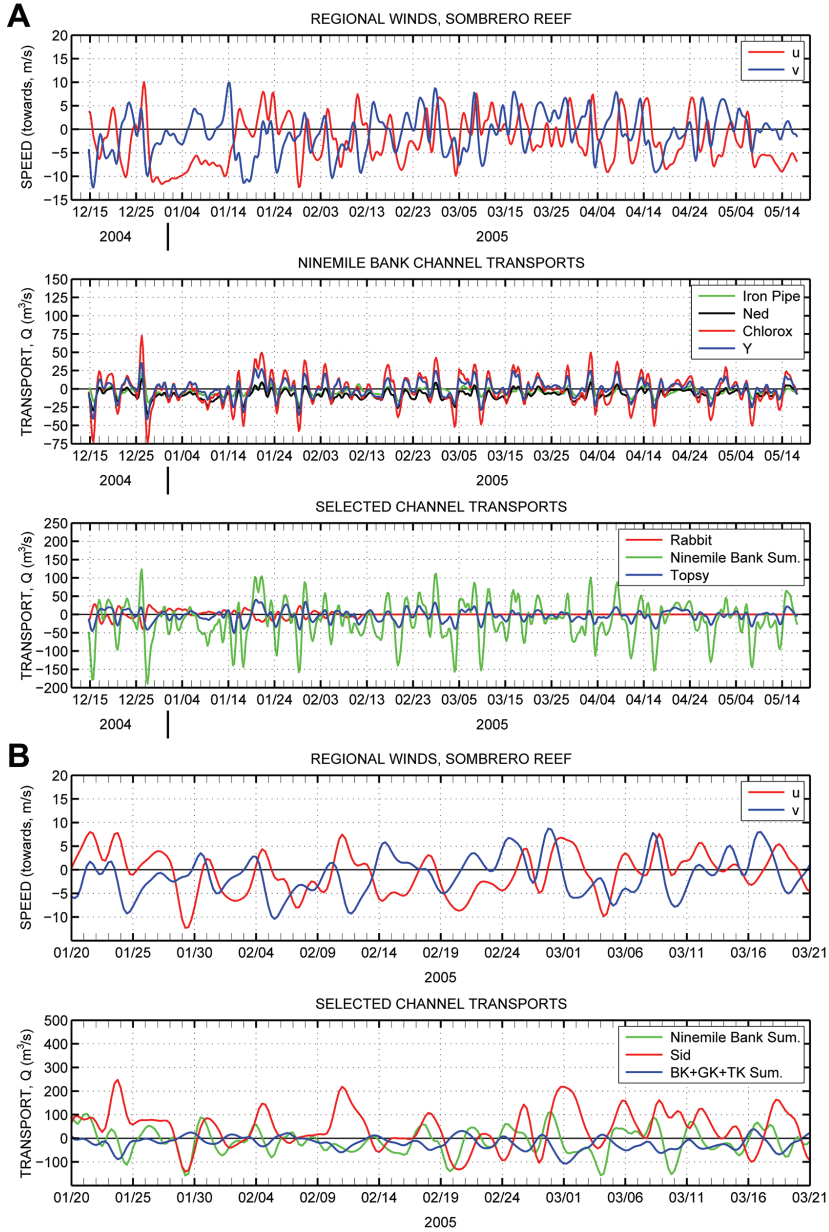 A
REGIONAL WINDS, SOMBRERO REEF
SPEED (towards, m/s)
20
15
10
5
0
−5
−10
−15
u
v
12/15 12/25 01/04 01/14 01/24 02/03 02/13 02/23 03/05 03/15 03/25 04/04 04/14 04/24 05/04 05/14
2004 2005
NINEMILE BANK CHANNEL TRANSPORTS
TRANSPORT, Q (m³/s)
150
125
100
75
50
25
0
−25
−50
−75
Iron Pipe
Ned
Chlorox
Y
12/15 12/25 01/04 01/14 01/24 02/03 02/13 02/23 03/05 03/15 03/25 04/04 04/14 04/24 05/04 05/14
2004 2005
SELECTED CHANNEL TRANSPORTS
TRANSPORT, Q (m³/s)
250
200
150
100
50
0
−50
−100
−150
−200
Rabbit
Ninemile Bank Sum.
Topsy
12/15 12/25 01/04 01/14 01/24 02/03 02/13 02/23 03/05 03/15 03/25 04/04 04/14 04/24 05/04 05/14
2004 2005
B
REGIONAL WINDS, SOMBRERO REEF
SPEED (towards, m/s)
20
15
10
5
0
−5
−10
u
v
01/20 01/25 01/30 02/04 02/09 02/14 02/19 02/24 03/01 03/06 03/11 03/16 03/21
2005
SELECTED CHANNEL TRANSPORTS
TRANSPORT, Q (m³/s)
500
400
300
200
100
0
−100
Ninemile Bank Sum.
Sid
BK+GK+TK Sum.
01/20 01/25 01/30 02/04 02/09 02/14 02/19 02/24 03/01 03/06 03/11 03/16 03/21
2005